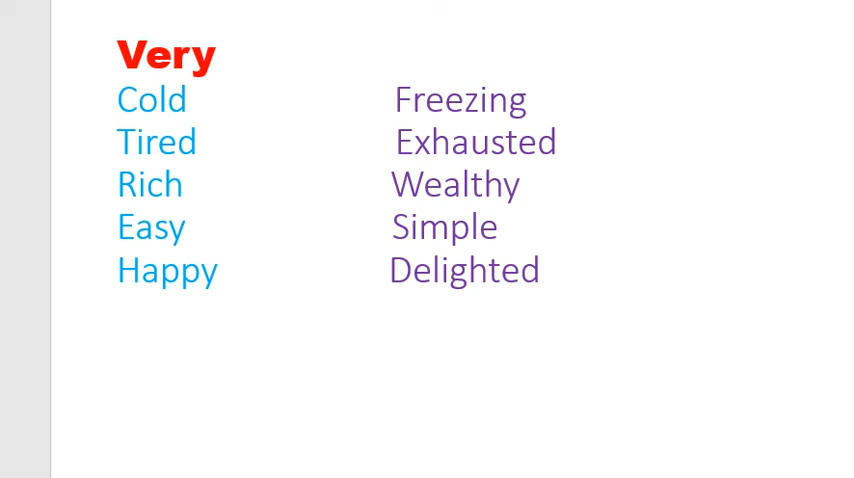 Very
Cold Freezing
Tired Exhausted
Rich Wealthy
Easy Simple
Happy Delighted